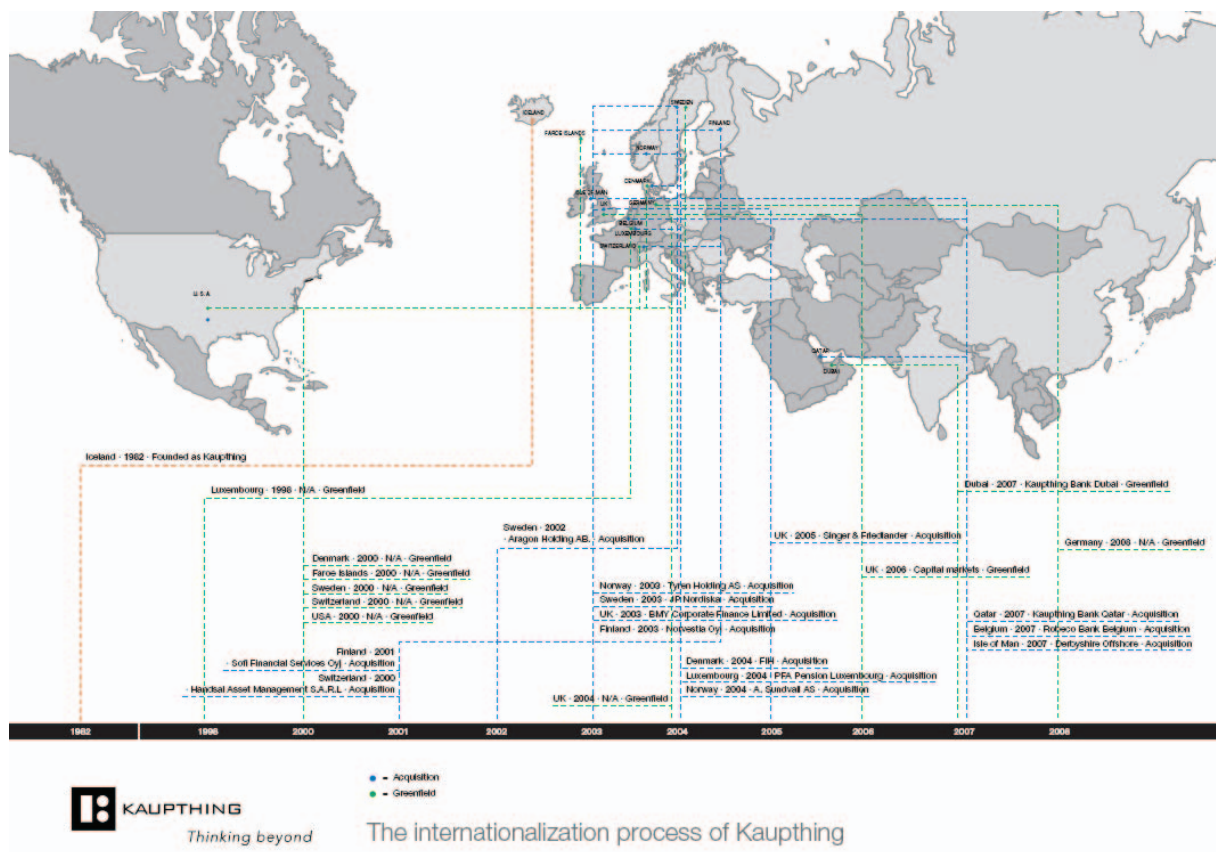 SWEDEN
ICELAND
FINLAND
FAROE ISLANDS
NORWAY
DENMARK
ISLE OF MAN
UK
GERMANY
BELGIUM
LUXEMBOURG
SWITZERLAND
U.S.A
QATAR
DUBAI
Iceland · 1982 · Founded as Kaupthing
Luxembourg · 1998 · N/A · Greenfield
Dubai · 2007 · Kaupthing Bank Dubai · Greenfield
Sweden · 2002
· Aragon Holding AB. · Acquisition
UK · 2005 · Singer & Friedlander · Acquisition
Germany · 2008 · N/A · Greenfield
Denmark · 2000 · N/A · Greenfield
Faroe Islands · 2000 · N/A · Greenfield
Sweden · 2000 · N/A · Greenfield
Switzerland · 2000 · N/A · Greenfield
USA · 2000 · N/A · Greenfield
UK · 2006 · Capital markets · Greenfield
Norway · 2003 · Tyren Holding AS · Acquisition
Sweden · 2003 · JP Nordiska · Acquisition
UK · 2003 · BMY Corporate Finance Limited · Acquisition
Finland · 2003 · Norvestia Oyj · Acquisition
Qatar · 2007 · Kaupthing Bank Qatar · Acquisition
Belgium · 2007 · Robeco Bank Belgium · Acquisition
Isle of Man · 2007 · Derbyshire Offshore · Acquisition
Finland · 2001
· Sofi Financial Services Oyj · Acquisition
Switzerland · 2000
· Handsal Asset Management S.A.R.L · Acquisition
Denmark · 2004 · FIH · Acquisition
Luxembourg · 2004 · PFA Pension Luxembourg · Acquisition
Norway · 2004 · A. Sundvall AS · Acquisition
UK · 2004 · N/A · Greenfield
1982 1998 2000 2001 2002 2003 2004 2005 2006 2007 2008
- Acquisition
- Greenfield
KAUPTHING
Thinking beyond
The internationalization process of Kaupthing